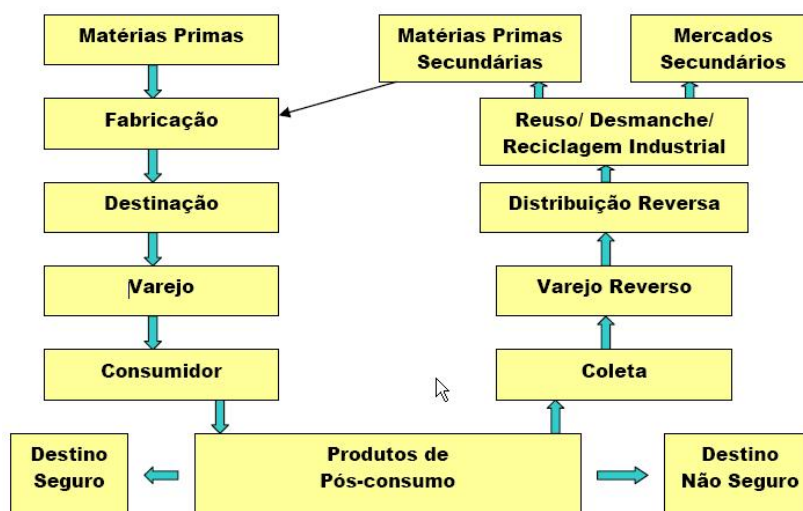 Matérias Primas
Matérias Primas
Secundárias
Mercados
Secundários
Fabricação
Reuso/ Desmanche/
Reciclagem Industrial
Destinação
Distribuição Reversa
Varejo
Varejo Reverso
Consumidor
Coleta
Destino
Seguro
Produtos de
Pós-consumo
Destino
Não Seguro